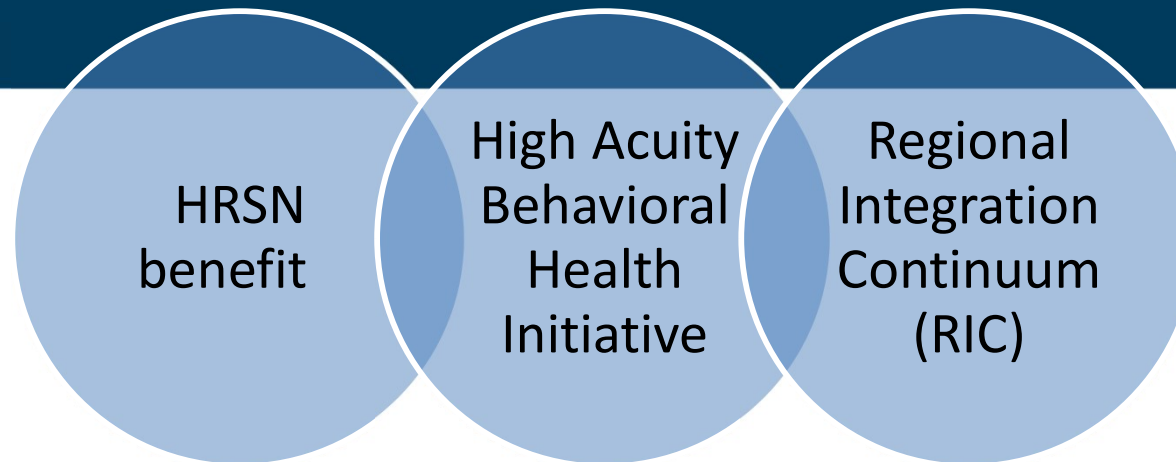 HRSN
benefit
High Acuity
Behavioral
Health
Initiative
Regional
Integration
Continuum
(RIC)